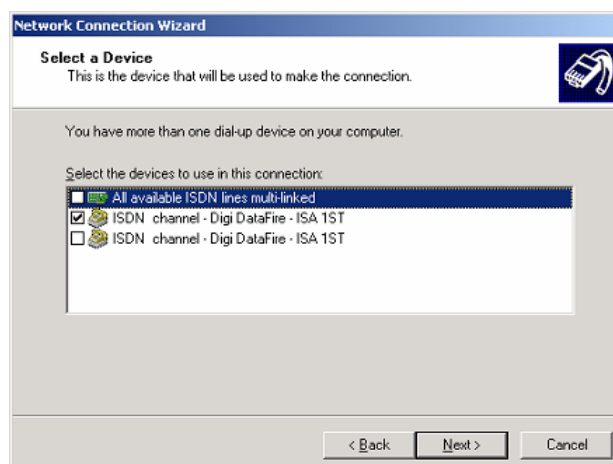 Network Connection Wizard
Select a Device
This is the device that will be used to make the connection.
You have more than one dial-up device on your computer.
Select the devices to use in this connection:
All available ISDN lines multi-linked
ISDN channel - Digi DataFire - ISA 1ST
ISDN channel - Digi DataFire - ISA 1ST
< Back Next > Cancel